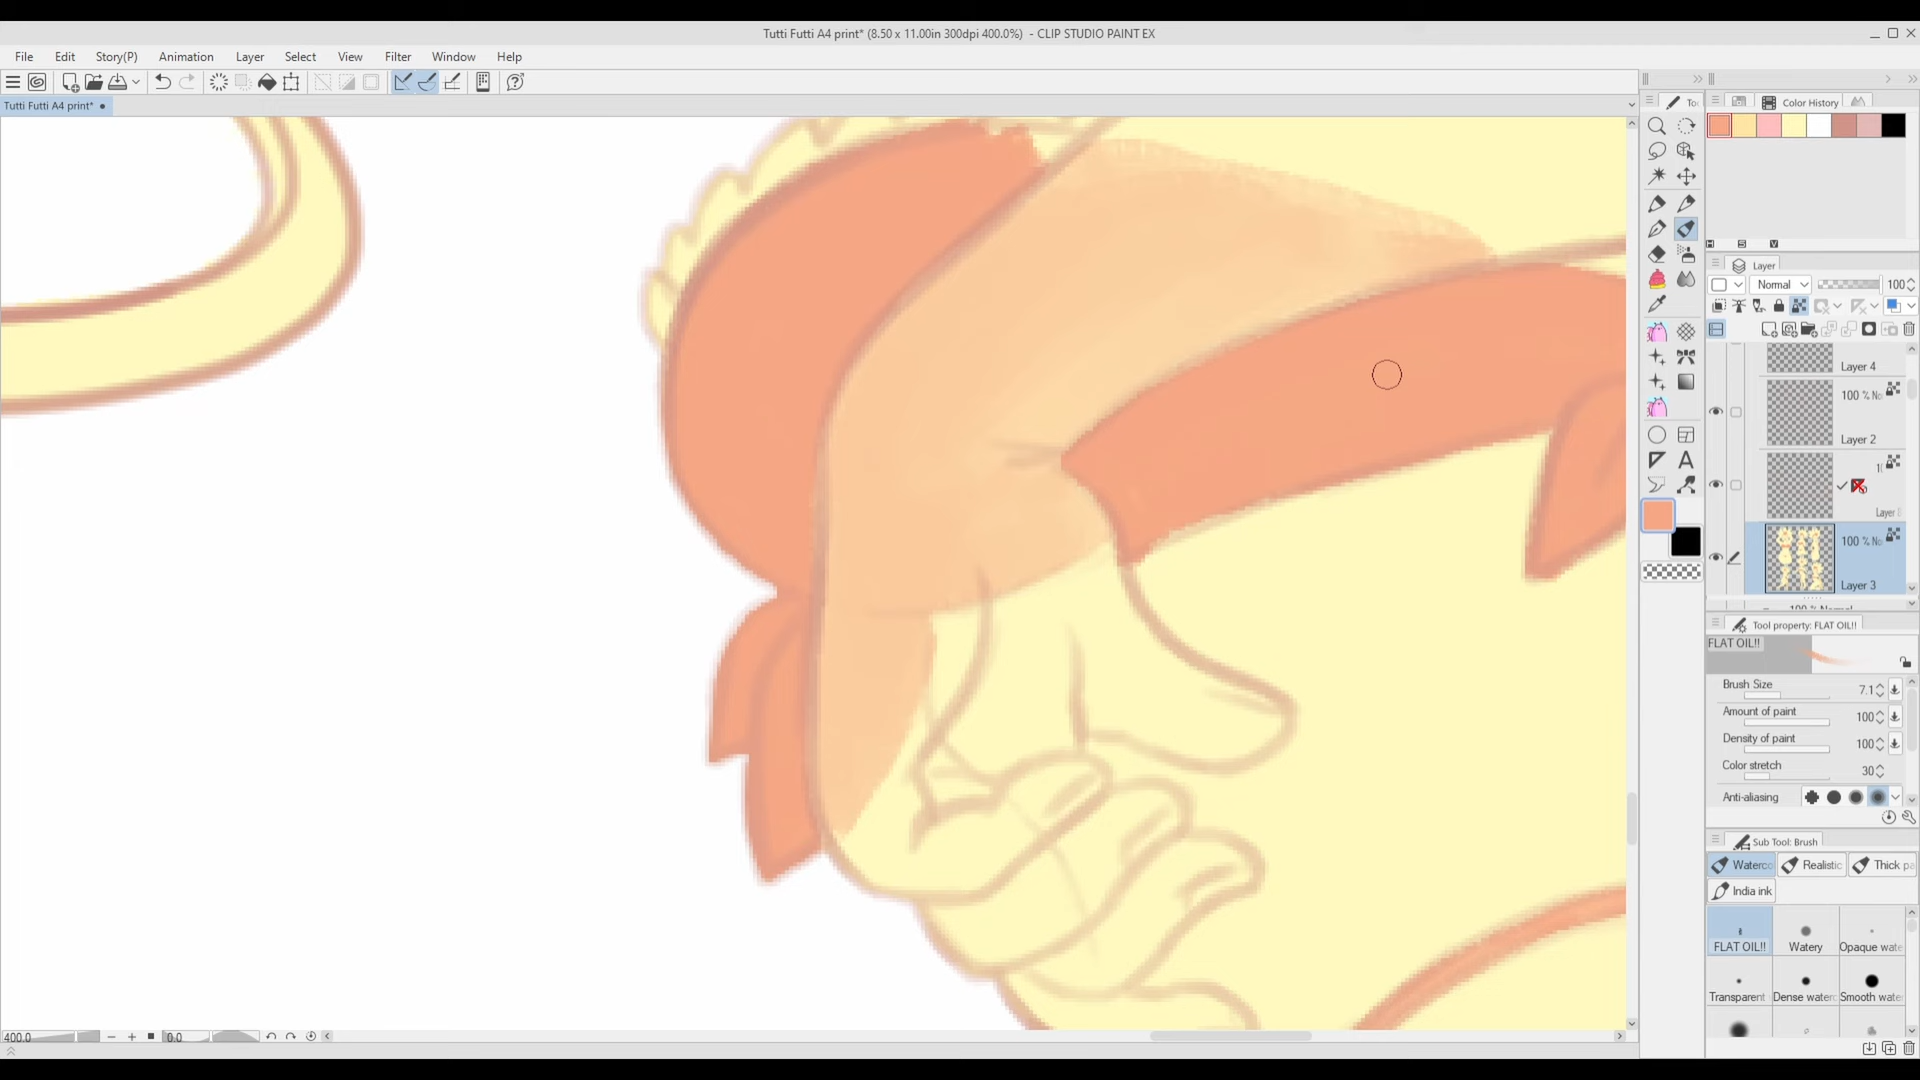 Tutti Futti A4 print* (8.50 x 11.00in 300dpi 400.0%) - CLIP STUDIO PAINT EX
File Edit Story(P) Animation Layer Select View Filter Window Help
Tutti Futti A4 print*
Color History
Layer
Normal 100
Layer 4
100 % No
Layer 2
Layer
100 % No
Layer 3
100 % Normal
Tool property: FLAT OIL!!
FLAT OIL!!
Brush Size 7.1
Amount of paint 100
Density of paint 100
Color stretch 30
Anti-aliasing
Sub Tool: Brush
Waterco Realistic Thick pa
India ink
FLAT OIL!! Watery Opaque wate
Transparent Dense waterc Smooth wate
400.0 0.0